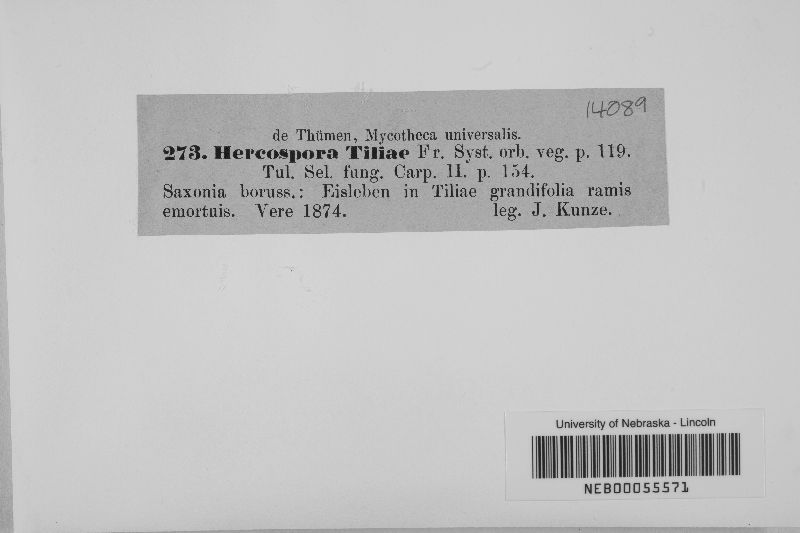 14089
de Thümen, Mycotheca universalis.
273. Hercospora Tiliae Fr. Syst. orb. veg. p. 119.
Tul. Sel. fung. Carp. II. p. 154.
Saxonia boruss.: Eisleben in Tiliae grandifolia ramis
emortuis. Vere 1874. leg. J. Kunze.
University of Nebraska - Lincoln
NEB00055571